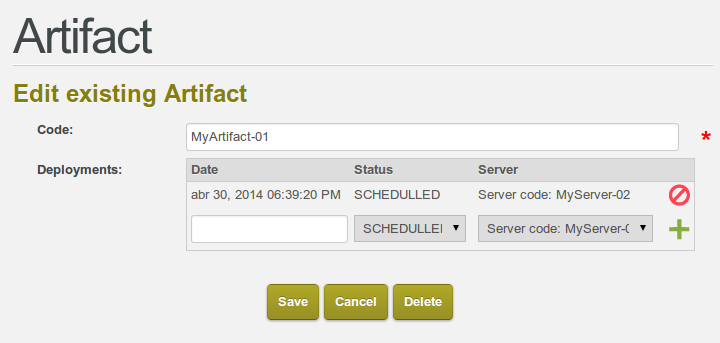 Artifact
Edit existing Artifact
Code:
MyArtifact-01
*
Deployments:
Date Status Server
abr 30, 2014 06:39:20 PM SCHEDULLED Server code: MyServer-02
SCHEDULLE Server code: MyServer-
Save Cancel Delete